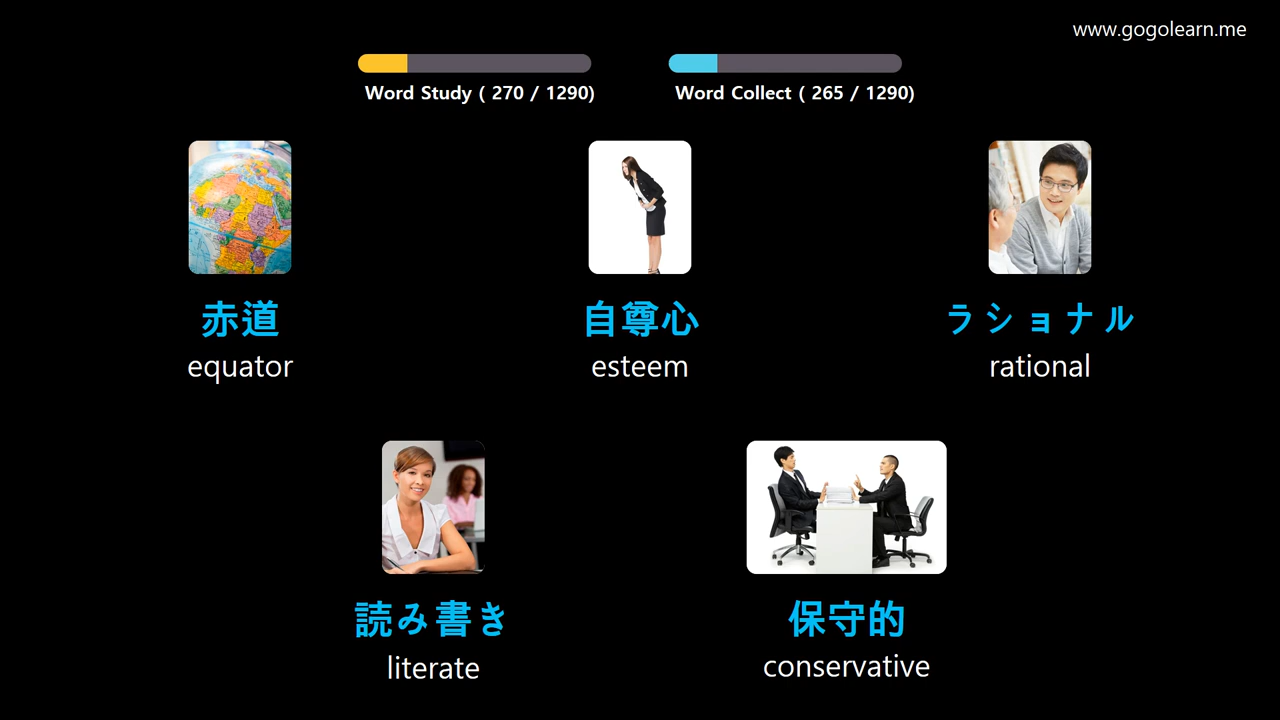 www.gogolearn.me
Word Study ( 270 / 1290)
Word Collect ( 265 / 1290)
赤道
equator
自尊心
esteem
ラショナル
rational
読み書き
literate
保守的
conservative